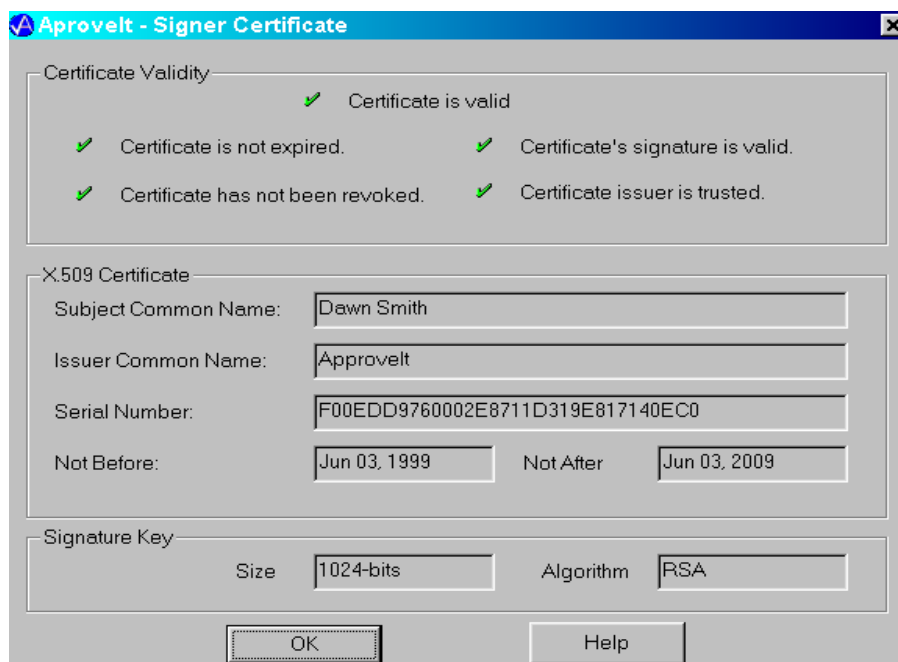 AproveIt - Signer Certificate
Certificate Validity
Certificate is valid
Certificate is not expired.
Certificate's signature is valid.
Certificate has not been revoked.
Certificate issuer is trusted.
X.509 Certificate
Subject Common Name: Dawn Smith
Issuer Common Name: ApproveIt
Serial Number: F00EDD9760002E8711D319E817140EC0
Not Before: Jun 03, 1999 Not After Jun 03, 2009
Signature Key
Size 1024-bits Algorithm RSA
OK Help